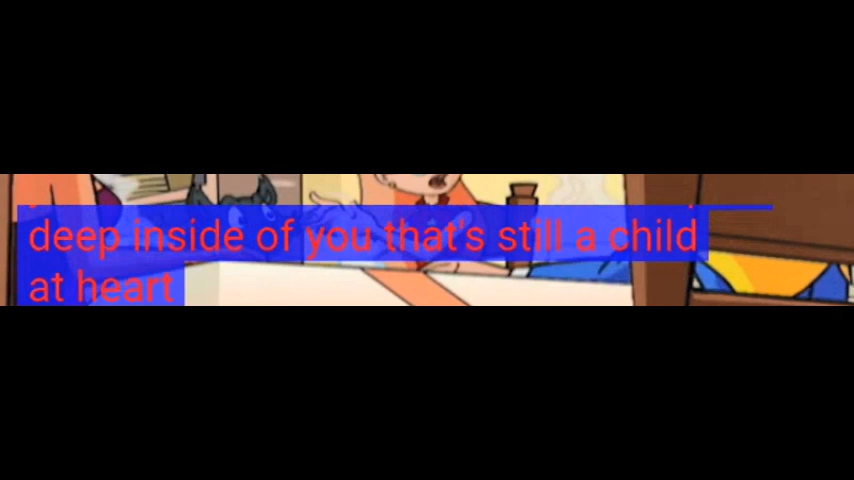 deep inside of you that's still a child
at heart